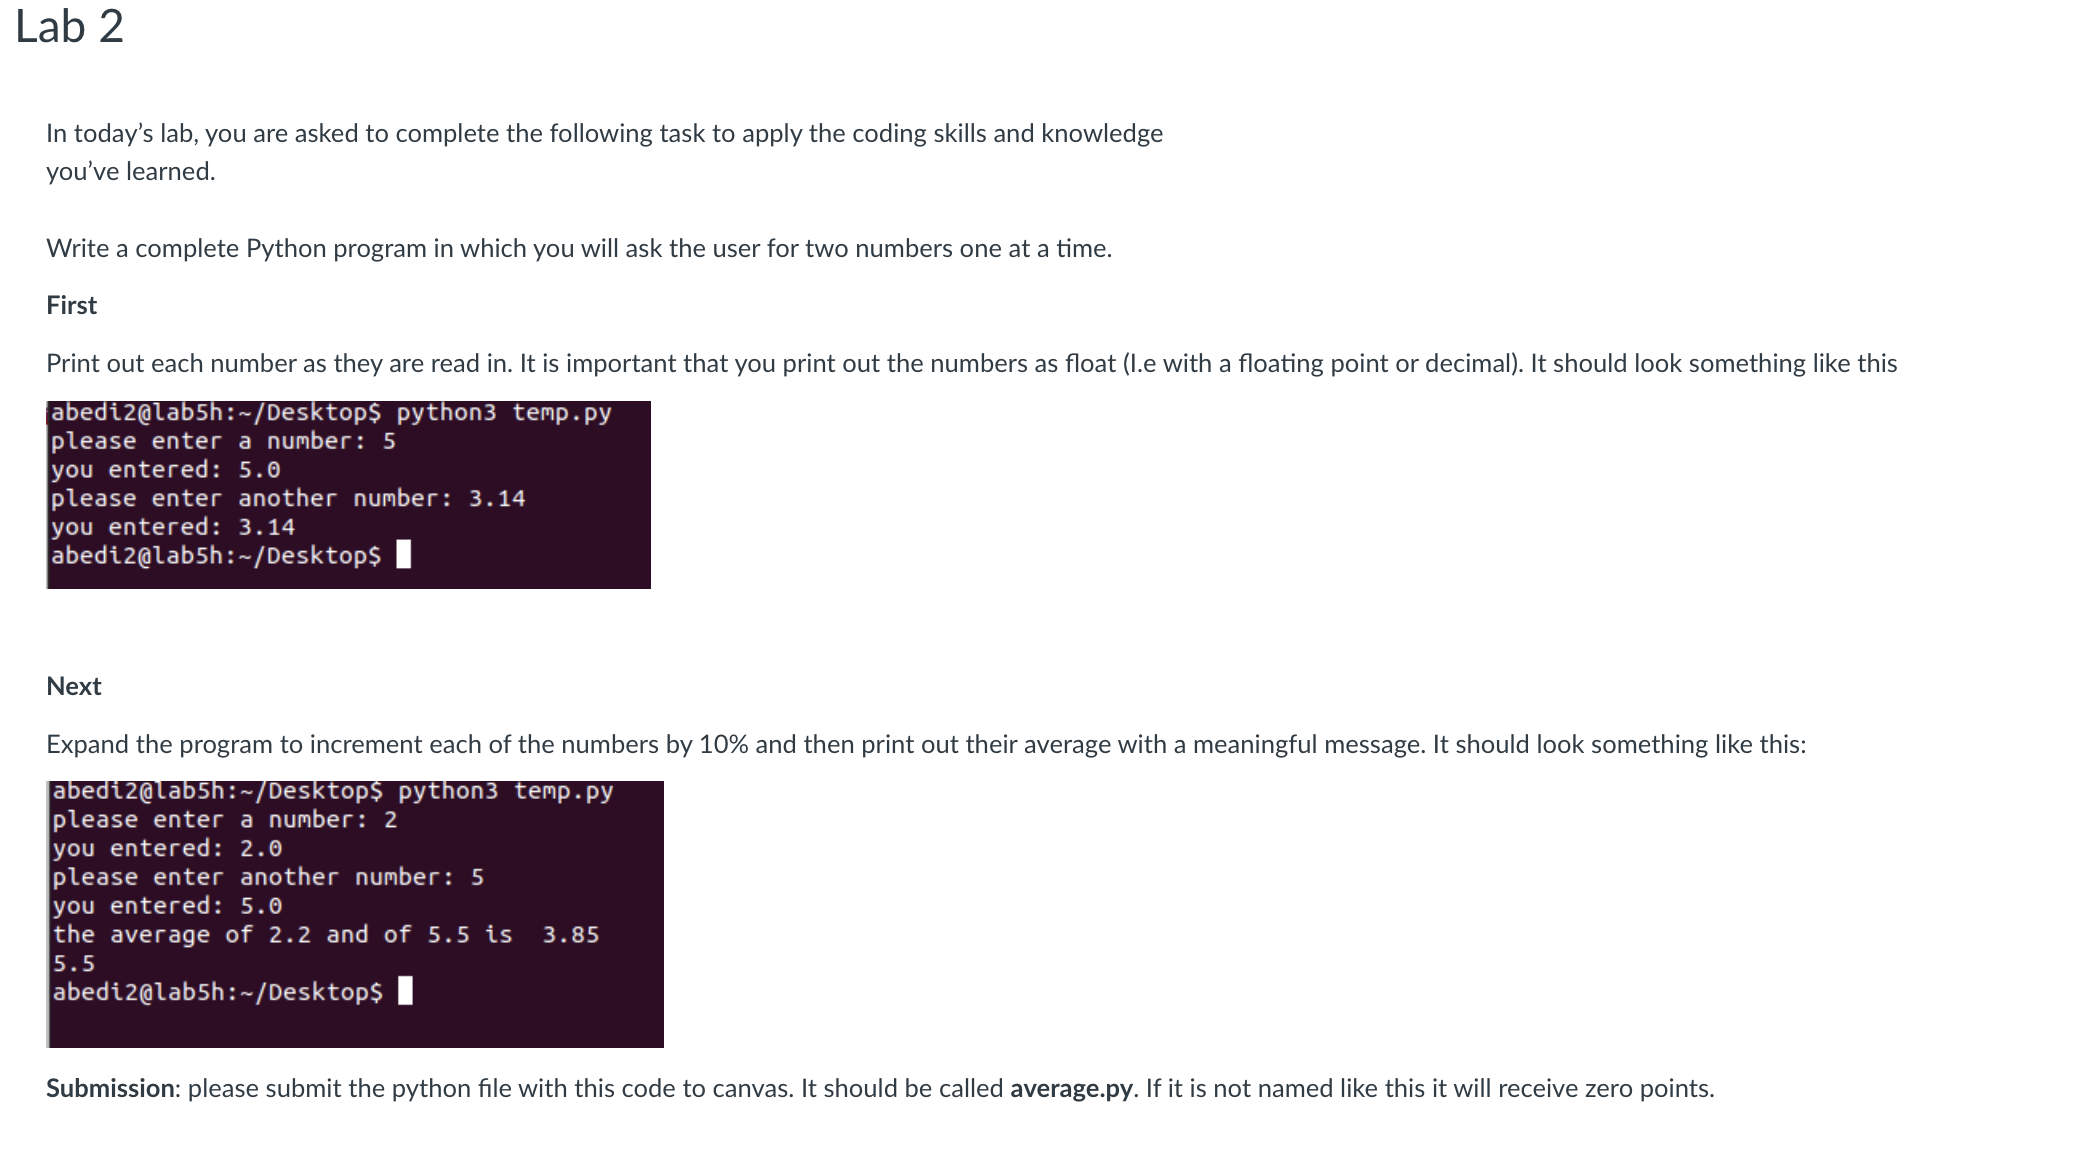 Lab 2
In today’s lab, you are asked to complete the following task to apply the coding skills and knowledge
you’ve learned.
Write a complete Python program in which you will ask the user for two numbers one at a time.
First
Print out each number as they are read in. It is important that you print out the numbers as float (I.e with a floating point or decimal). It should look something like this
abedi2@lab5h:~/Desktop$ python3 temp.py
please enter a number: 5
you entered: 5.0
please enter another number: 3.14
you entered: 3.14
abedi2@lab5h:~/Desktop$
Next
Expand the program to increment each of the numbers by 10% and then print out their average with a meaningful message. It should look something like this:
abedi2@lab5h:~/Desktop$ python3 temp.py
please enter a number: 2
you entered: 2.0
please enter another number: 5
you entered: 5.0
the average of 2.2 and of 5.5 is  3.85
5.5
abedi2@lab5h:~/Desktop$
Submission: please submit the python file with this code to canvas. It should be called average.py. If it is not named like this it will receive zero points.